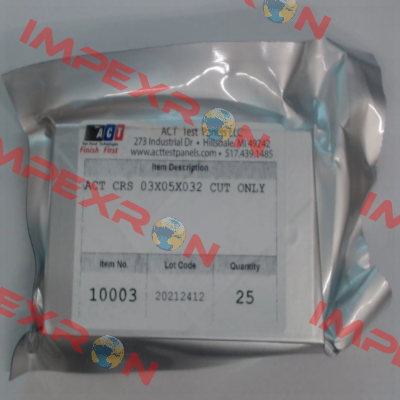 ACT Test Panels LLC
273 Industrial Dr • Hillsdale, MI 49242
www.acttestpanels.com • 517.439.1485
ACT
Finish First
Item Description
ACT CRS 03X05X032 CUT ONLY
Item No.
Lot Code
Quantity
10003
20212412
25
IMPEXRON
IMPEXRON
IMPEXRON